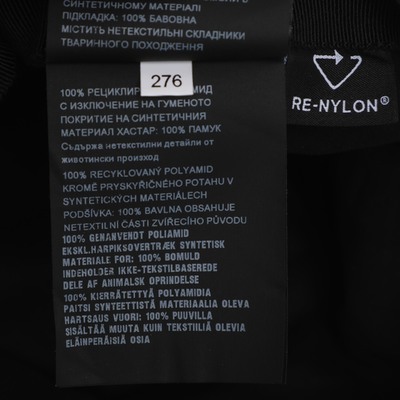 СИНТЕТИЧНОМУ МАТЕРІАЛІ
ПІДКЛАДКА: 100% БАВОВНА
МІСТИТЬ НЕТЕКСТИЛЬНІ СКЛАДНИКИ
ТВАРИННОГО ПОХОДЖЕННЯ
276
100% РЕЦИКЛИР
С ИЗКЛЮЧЕНИЕ НА ГУМЕНОТО
ПОКРИТИЕ НА СИНТЕТИЧНИЯ
МАТЕРИАЛ ХАСТАР: 100% ПАМУК
Съдържа нетекстилни детайли от
животински произход
100% RECYKLOVANÝ POLYAMID
KROMĚ PRYSKYŘIČNÉHO POTAHU V
SYNTETICKÝCH MATERIÁLECH
PODŠÍVKA: 100% BAVLNA OBSAHUJE
NETEXTILNÍ ČÁSTI ZVÍŘECÍHO PŮVODU
100% GENANVENDT POLIAMID
EKSKL.HARPIKSOVERTRÆK SYNTETISK
MATERIALE FOR: 100% BOMULD
INDEHOLDER IKKE-TEKSTILBASEREDE
DELE AF ANIMALSK OPRINDELSE
100% KIERRÄTETTYÄ POLYAMIDIA
PAITSI SYNTEETTISTÄ MATERIAALIA OLEVA
HARTSAUS VUORI: 100% PUUVILLA
SISÄLTÄÄ MUUTA KUIN TEKSTIILIÄ OLEVIA
ELÄINPERÄISIÄ OSIA
RE-NYLON®